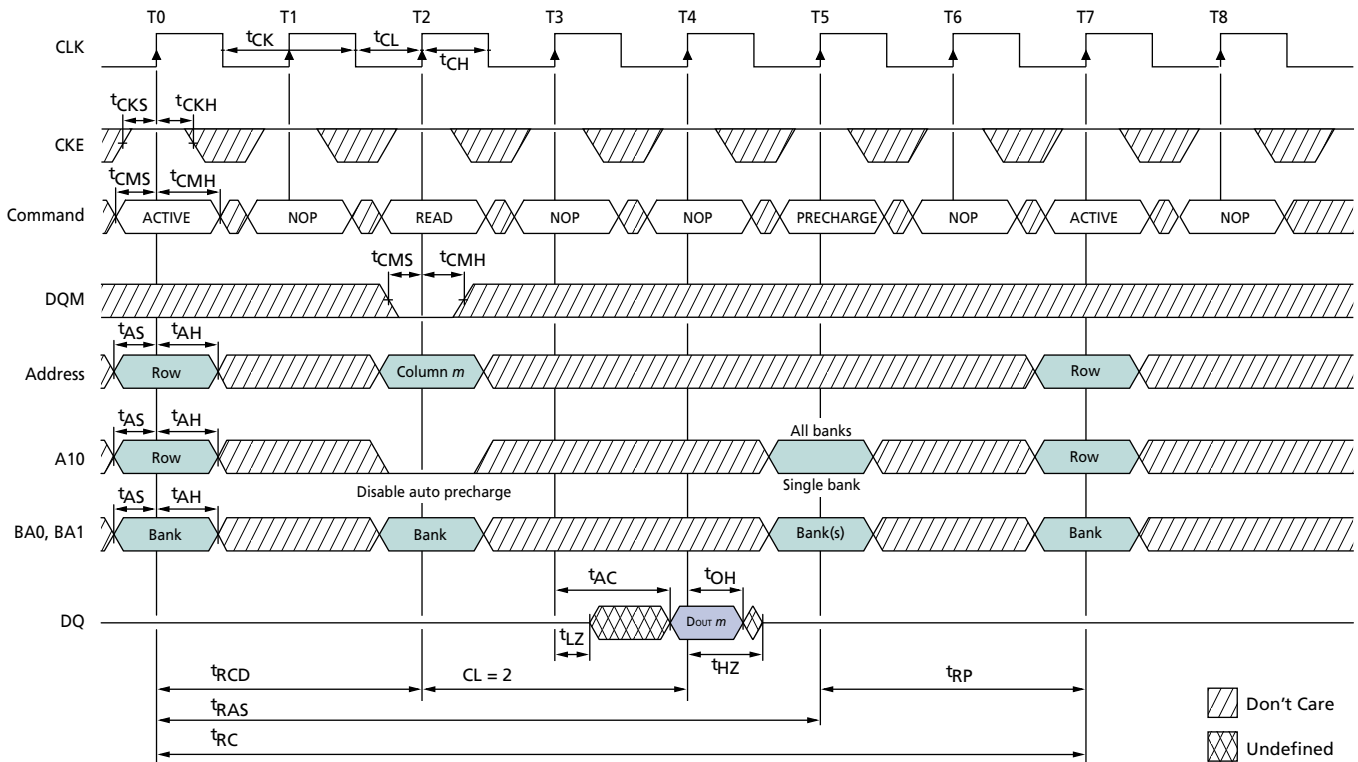 T0 T1 T2 T3 T4 T5 T6 T7 T8
CLK tCK tCL tCH
tCKS tCKH
CKE
tCMS tCMH
Command ACTIVE NOP READ NOP NOP PRECHARGE NOP ACTIVE NOP
tCMS tCMH
DQM
tAS tAH
Address Row Column m Row
tAS tAH All banks
A10 Row Row
Disable auto precharge Single bank
tAS tAH
BA0, BA1 Bank Bank Bank(s) Bank
tAC tOH
DQ DOUT m
tLZ tHZ
tRCD CL = 2 tRP
tRAS
tRC
Don't Care
Undefined